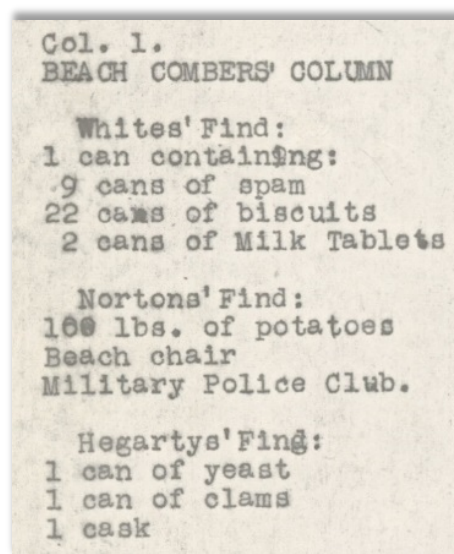 Col. 1.
BEACH COMBERS' COLUMN
Whites' Find:
1 can containing:
9 cans of spam
22 cans of biscuits
2 cans of Milk Tablets
Nortons' Find:
100 lbs. of potatoes
Beach chair
Military Police Club.
Hegartys' Find:
1 can of yeast
1 can of clams
1 cask